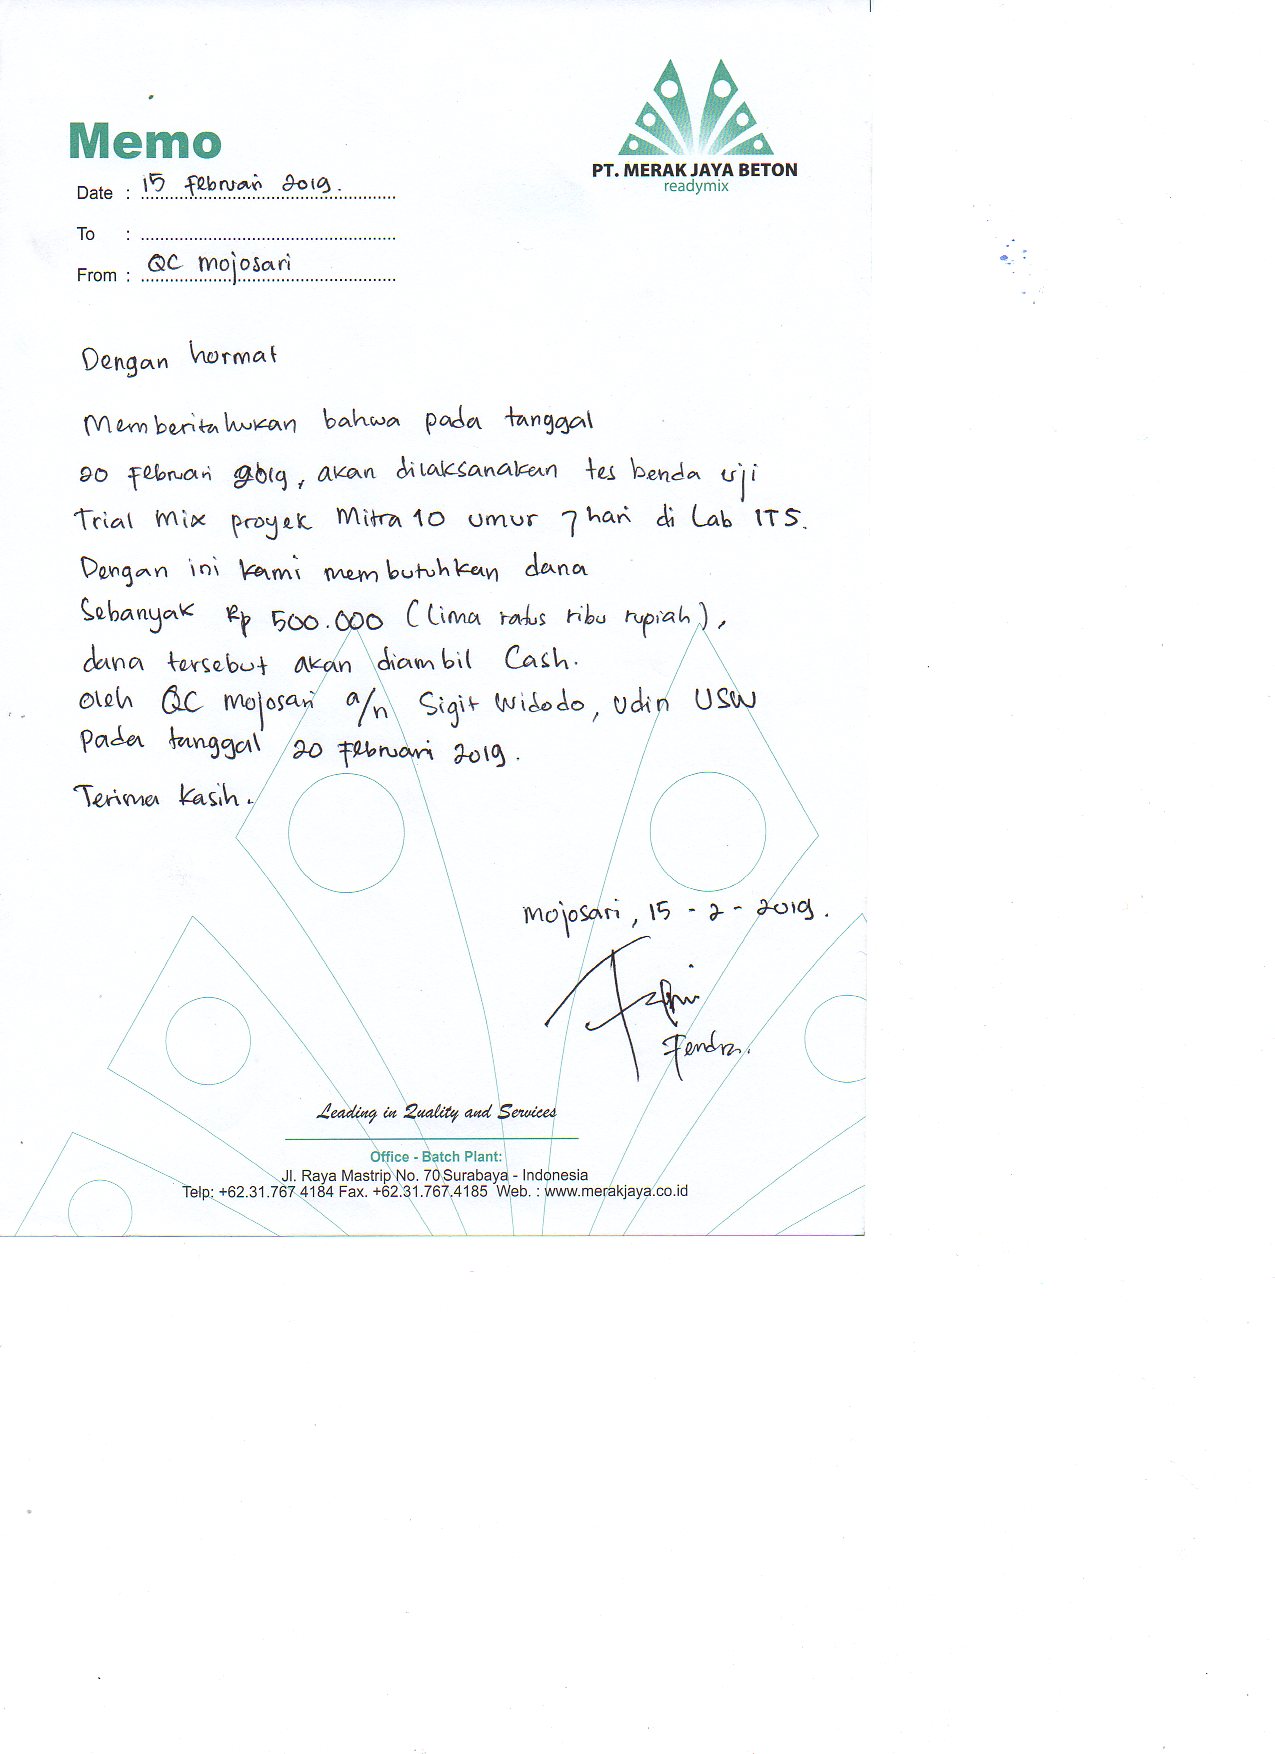 Memo
PT. MERAK JAYA BETON
readymix
Date : 15 Februari 2019.
To :
From : QC Mojosari
Dengan hormat
Memberitahukan bahwa pada tanggal
20 Februari 2019, akan dilaksanakan tes benda uji
Trial Mix proyek Mitra 10 umur 7 hari di Lab ITS.
Dengan ini kami membutuhkan dana
Sebanyak Rp 500.000 (lima ratus ribu rupiah),
dana tersebut akan diambil Cash.
oleh QC Mojosari a/n Sigit Widodo, Udin USW
pada tanggal 20 Februari 2019.
Terima Kasih.
Mojosari, 15 - 2 - 2019.
Fendra.
Leading in Quality and Services
Office - Batch Plant:
Jl. Raya Mastrip No. 70 Surabaya - Indonesia
Telp: +62.31.767 4184 Fax. +62.31.767.4185 Web. : www.merakjaya.co.id